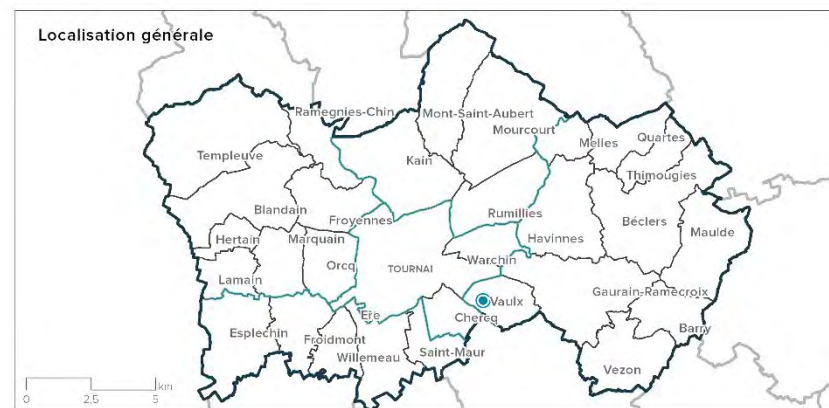 Localisation générale
Ramegnies-Chin
Mont-Saint-Aubert
Mourcourt
Melles
Quartes
Templeuve
Kain
Thimougies
Blandain
Froyennes
Rumillies
Béclers
Maulde
Hertain
Marquain
Havinnes
Lamain
Orcq
TOURNAI
Warchin
Vaulx
Gaurain-Ramecroix
Ere
Chercq
Barry
Esplechin
Froidmont
Willemeau
Saint-Maur
Vezon
km
0 2,5 5